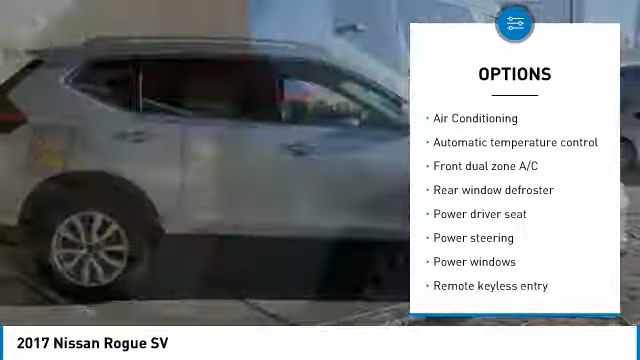 OPTIONS
· Air Conditioning
· Automatic temperature control
· Front dual zone A/C
· Rear window defroster
· Power driver seat
· Power steering
· Power windows
· Remote keyless entry
2017 Nissan Rogue SV